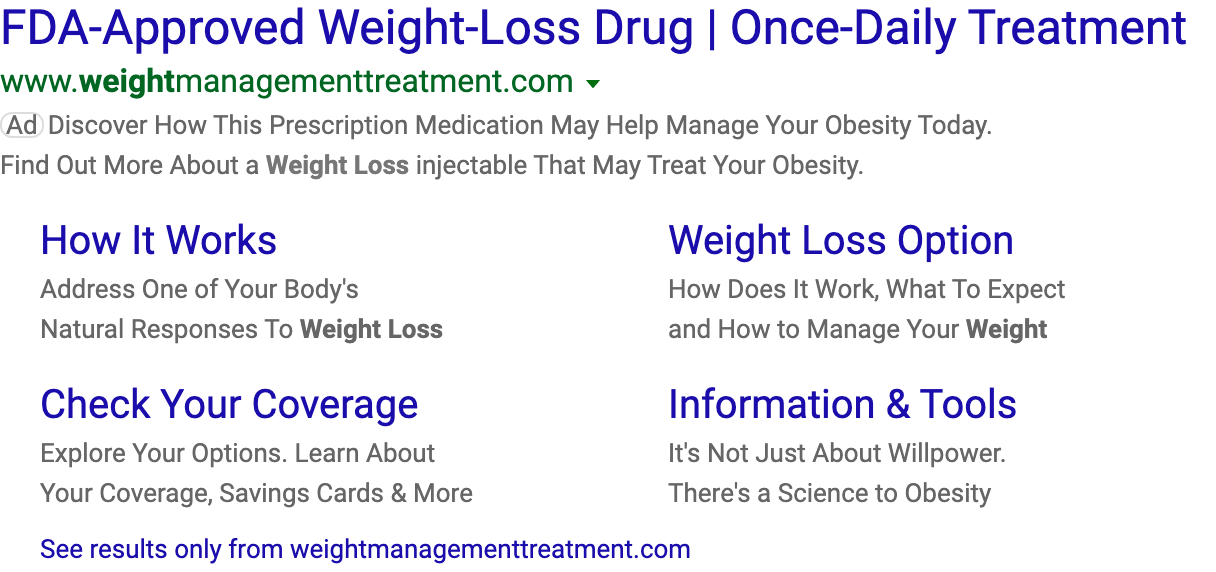 FDA-Approved Weight-Loss Drug | Once-Daily Treatment
www.weightmanagementtreatment.com
Ad Discover How This Prescription Medication May Help Manage Your Obesity Today.
Find Out More About a Weight Loss injectable That May Treat Your Obesity.
How It Works
Address One of Your Body's
Natural Responses To Weight Loss
Weight Loss Option
How Does It Work, What To Expect
and How to Manage Your Weight
Check Your Coverage
Explore Your Options. Learn About
Your Coverage, Savings Cards & More
Information & Tools
It's Not Just About Willpower.
There's a Science to Obesity
See results only from weightmanagementtreatment.com